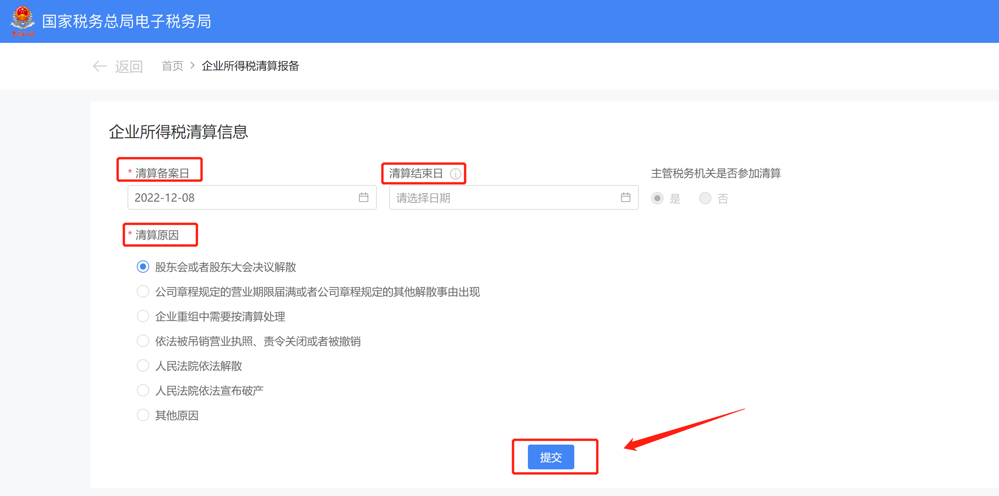 国家税务总局电子税务局
中国税务
返回 首页 > 企业所得税清算报备
企业所得税清算信息
* 清算备案日 清算结束日 主管税务机关是否参加清算
2022-12-08 请选择日期 是 否
* 清算原因
股东会或者股东大会决议解散
公司章程规定的营业期限届满或者公司章程规定的其他解散事由出现
企业重组中需要按清算处理
依法被吊销营业执照、责令关闭或者被撤销
人民法院依法解散
人民法院依法宣布破产
其他原因
提交